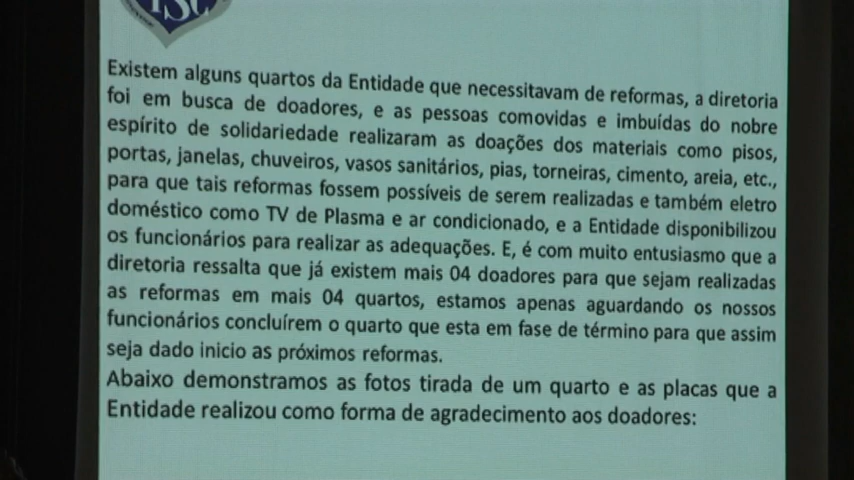 TSC
Existem alguns quartos da Entidade que necessitavam de reformas, a diretoria
foi em busca de doadores, e as pessoas comovidas e imbuídas do nobre
espírito de solidariedade realizaram as doações dos materiais como pisos,
portas, janelas, chuveiros, vasos sanitários, pias, torneiras, cimento, areia, etc.,
para que tais reformas fossem possíveis de serem realizadas e também eletro
doméstico como TV de Plasma e ar condicionado, e a Entidade disponibilizou
os funcionários para realizar as adequações. E, é com muito entusiasmo que a
diretoria ressalta que já existem mais 04 doadores para que sejam realizadas
as reformas em mais 04 quartos, estamos apenas aguardando os nossos
funcionários concluírem o quarto que esta em fase de término para que assim
seja dado inicio as próximos reformas.
Abaixo demonstramos as fotos tirada de um quarto e as placas que a
Entidade realizou como forma de agradecimento aos doadores: